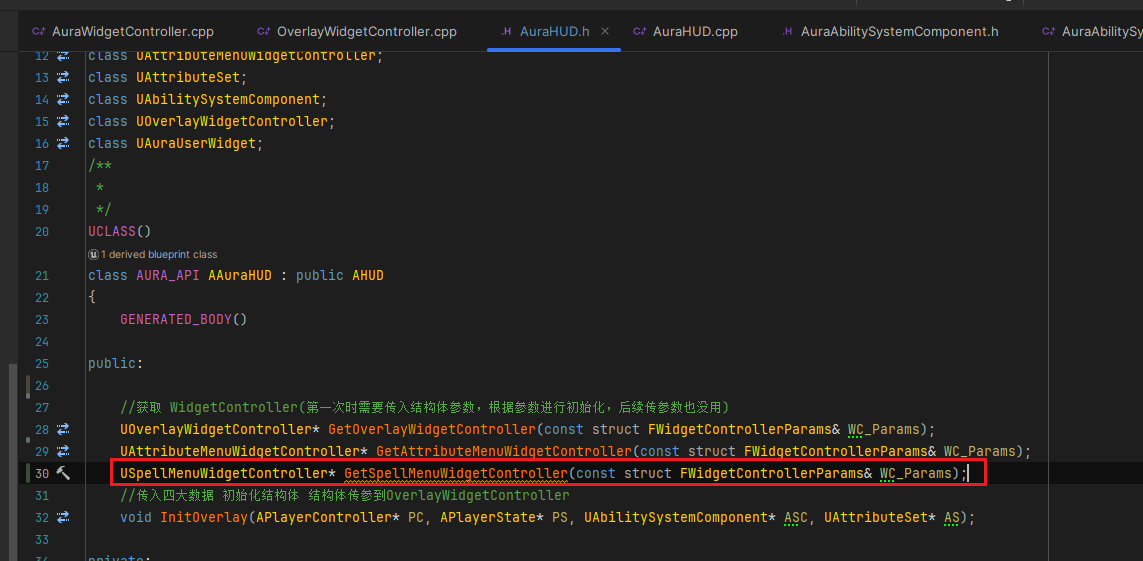 AuraWidgetController.cpp OverlayWidgetController.cpp .H AuraHUD.h × AuraHUD.cpp .H AuraAbilitySystemComponent.h AuraAbilitySy
12 class UAttributeMenuWidgetController;
13 class UAttributeSet;
14 class UAbilitySystemComponent;
15 class UOverlayWidgetController;
16 class UAuraUserWidget;
17 /**
18 *
19 */
20 UCLASS()
1 derived blueprint class
21 class AURA_API AAuraHUD : public AHUD
22 {
23 GENERATED_BODY()
24
25 public:
26
27 //获取 WidgetController(第一次时需要传入结构体参数，根据参数进行初始化，后续传参数也没用)
28 UOverlayWidgetController* GetOverlayWidgetController(const struct FWidgetControllerParams& WC_Params);
29 UAttributeMenuWidgetController* GetAttributeMenuWidgetController(const struct FWidgetControllerParams& WC_Params);
30 USpellMenuWidgetController* GetSpellMenuWidgetController(const struct FWidgetControllerParams& WC_Params);
31 //传入四大数据 初始化结构体 结构体传参到OverlayWidgetController
32 void InitOverlay(APlayerController* PC, APlayerState* PS, UAbilitySystemComponent* ASC, UAttributeSet* AS);
33
34 private: